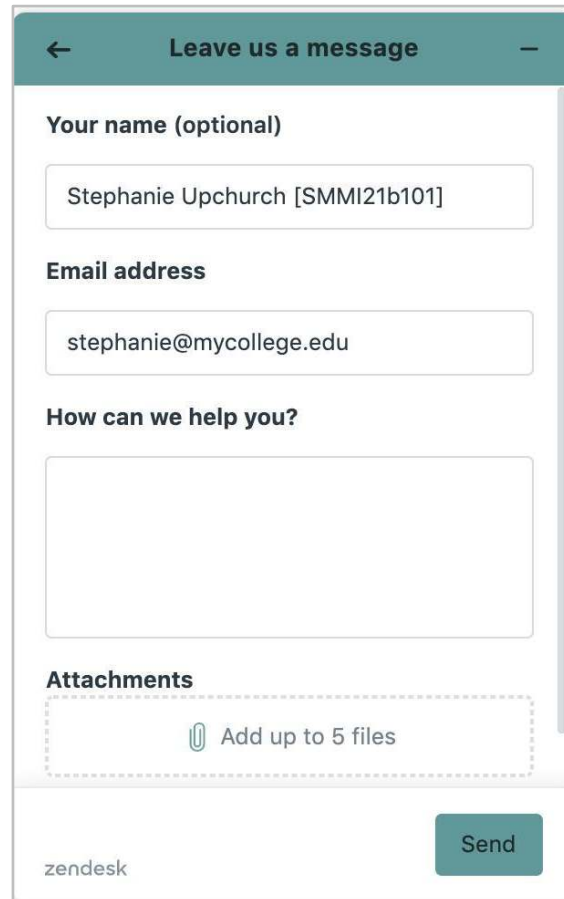 Leave us a message
Your name (optional)
Stephanie Upchurch [SMMI21b101]
Email address
stephanie@mycollege.edu
How can we help you?
Attachments
Add up to 5 files
Send
zendesk